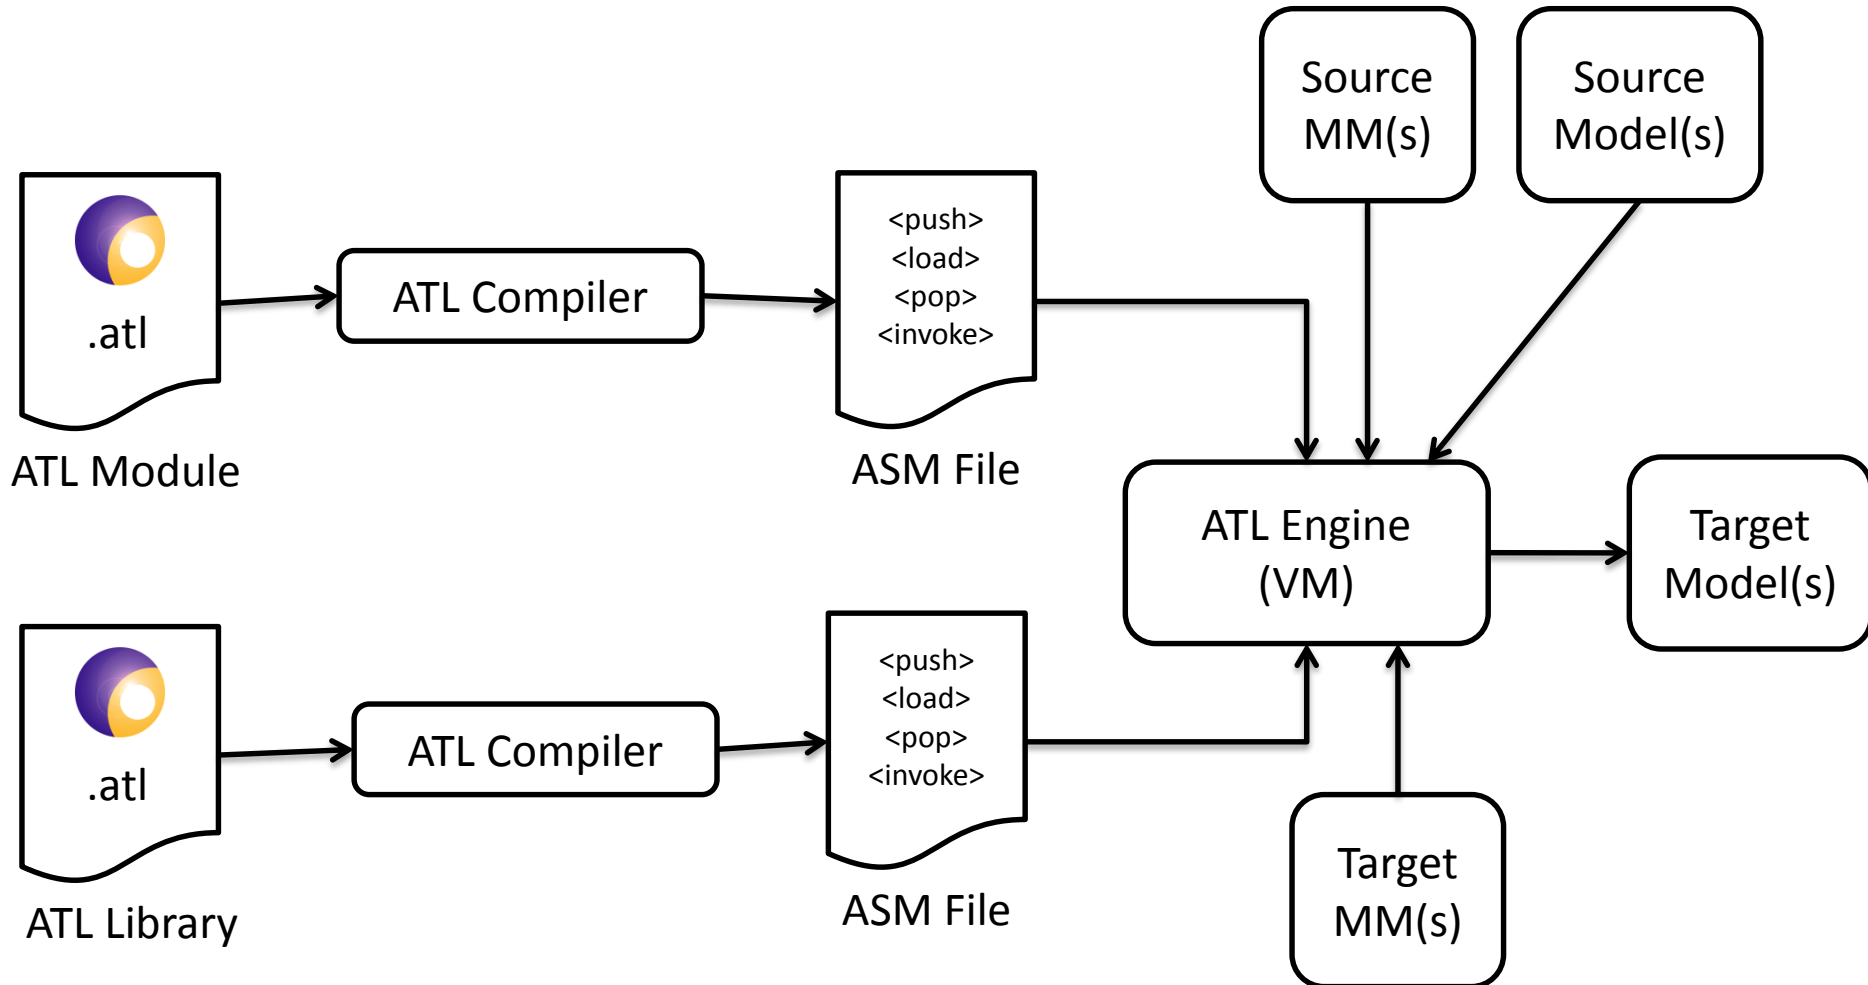 Source
MM(s)
Source
Model(s)
.atl
ATL Module
ATL Compiler
<push>
<load>
<pop>
<invoke>
ASM File
ATL Engine
(VM)
Target
Model(s)
.atl
ATL Library
ATL Compiler
<push>
<load>
<pop>
<invoke>
ASM File
Target
MM(s)